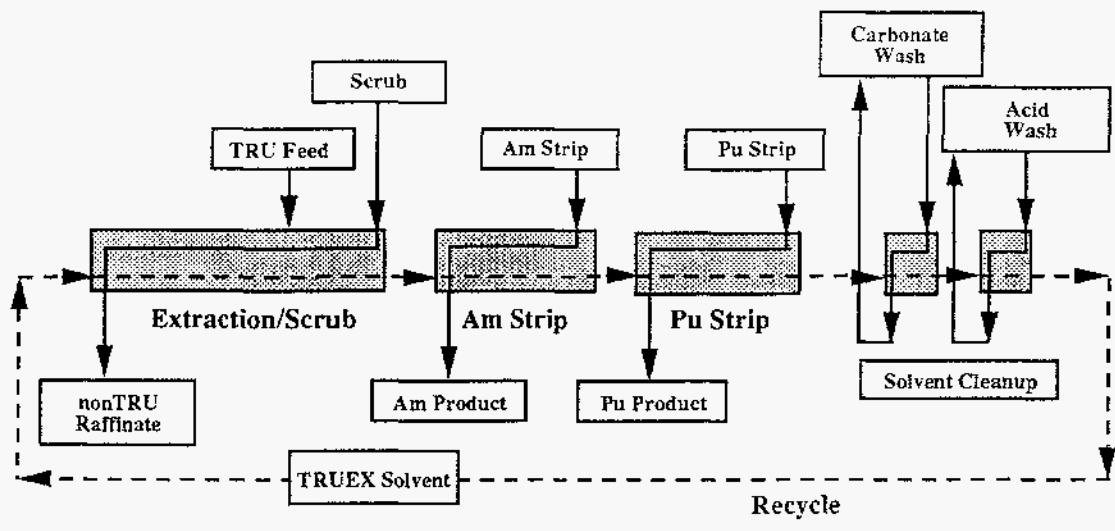 Carbonate
Wash
Scrub
Acid
Wash
TRU Feed
Am Strip
Pu Strip
Extraction/Scrub
Am Strip
Pu Strip
Solvent Cleanup
nonTRU
Raffinate
Am Product
Pu Product
TRUEX Solvent
Recycle